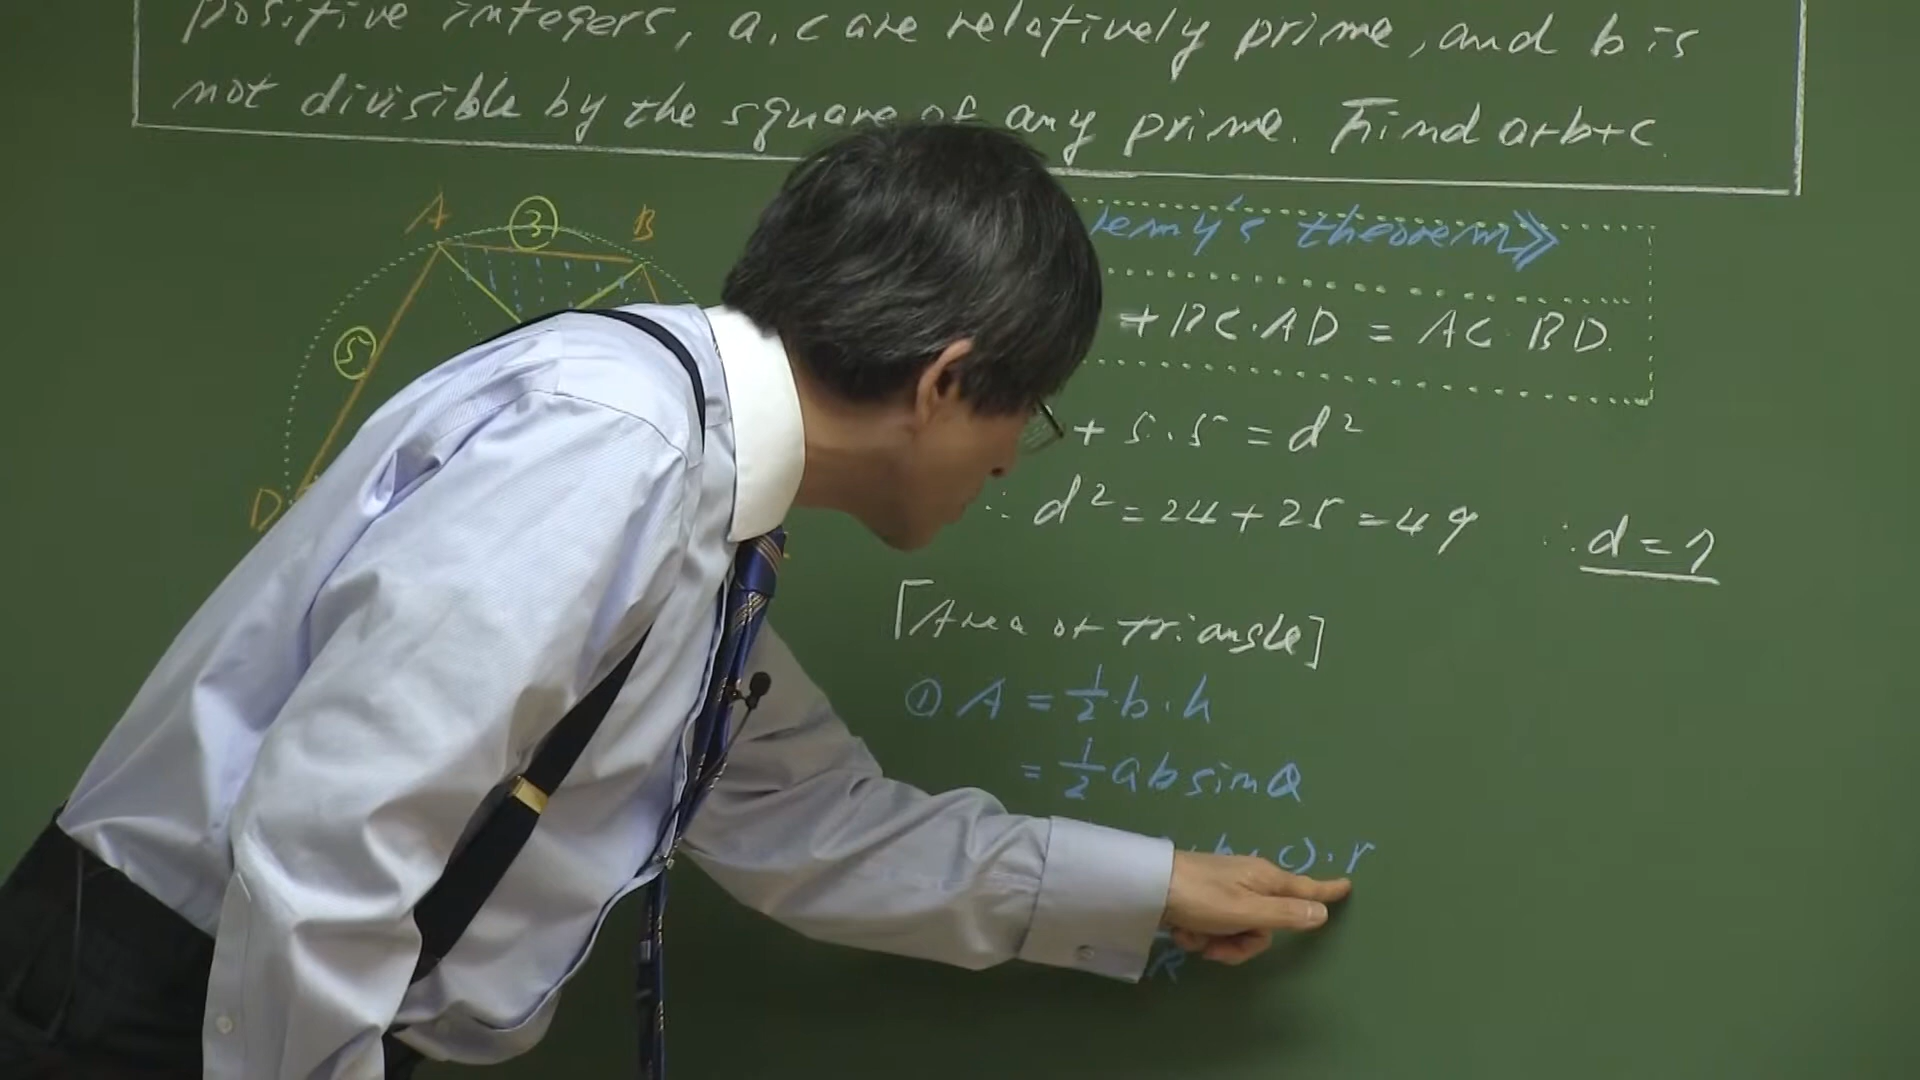 positive integers, a, c are relatively prime, and b is
not divisible by the square of any prime. Find a+b+c.
A ③ B
⑤
D
emy's theorem》
+ BC·AD = AC·BD.
+ 5·5 = d²
∴ d² = 24 + 25 = 49 ∴ d = 7
[Area of triangle]
① A = 1/2·b·h
= 1/2 ab sin θ
c)·r
R